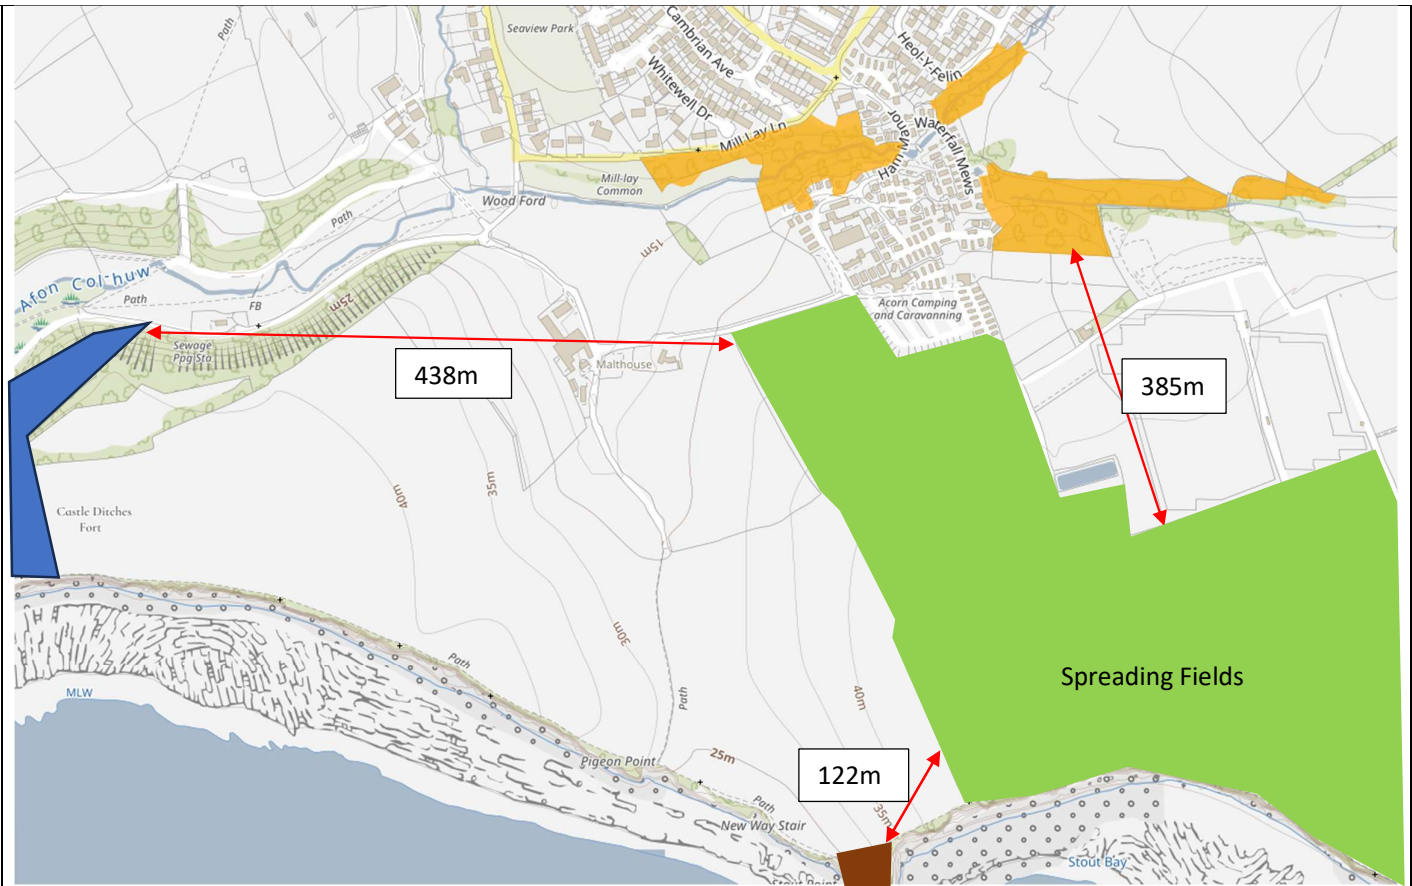 Path
Seaview Park
Cambrian Ave
Whitewell Dr
Heol-Y-Felin
Mill Lay Ln
Waterfall Mews
Mill-lay
Common
Wood Ford
Path
15m
Afon Col-huw
Path
FB
25m
Sewage
Ppg Sta
Acorn Camping
and Caravanning
Malthouse
438m
385m
Castle Ditches
Fort
40m
35m
30m
Path
Path
MLW
Spreading Fields
40m
Pigeon Point
25m
122m
Path
35m
New Way Stair
Stout Bay
Stout Point